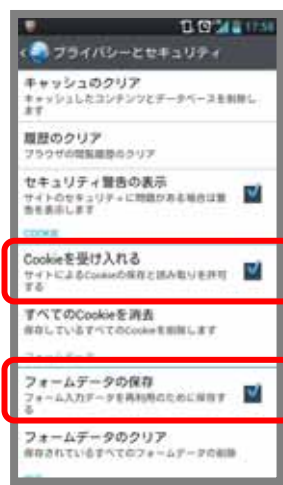 17:58
プライバシーとセキュリティ
キャッシュのクリア
キャッシュしたコンテンツとデータベースを削除し
ます
履歴のクリア
ブラウザの閲覧履歴のクリア
セキュリティ警告の表示
サイトのセキュリティに問題がある場合は警
告を表示します
COOKIE
Cookieを受け入れる
サイトによるCookieの保存と読み取りを許可
する
すべてのCookieを消去
保存しているすべてのCookieを削除します
フォームデータ
フォームデータの保存
フォーム入力データを再利用のために保存す
る
フォームデータのクリア
保存されているすべてのフォームデータの削除